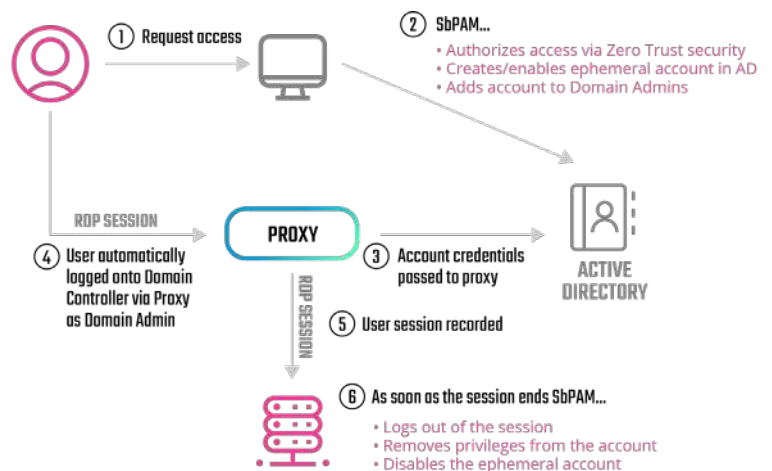 1 Request access
2 SbPAM...
• Authorizes access via Zero Trust security
• Creates/enables ephemeral account in AD
• Adds account to Domain Admins
RDP SESSION
4 User automatically
logged onto Domain
Controller via Proxy
as Domain Admin
PROXY
3 Account credentials
passed to proxy
ACTIVE
DIRECTORY
RDP SESSION
5 User session recorded
6 As soon as the session ends SbPAM...
• Logs out of the session
• Removes privileges from the account
• Disables the ephemeral account